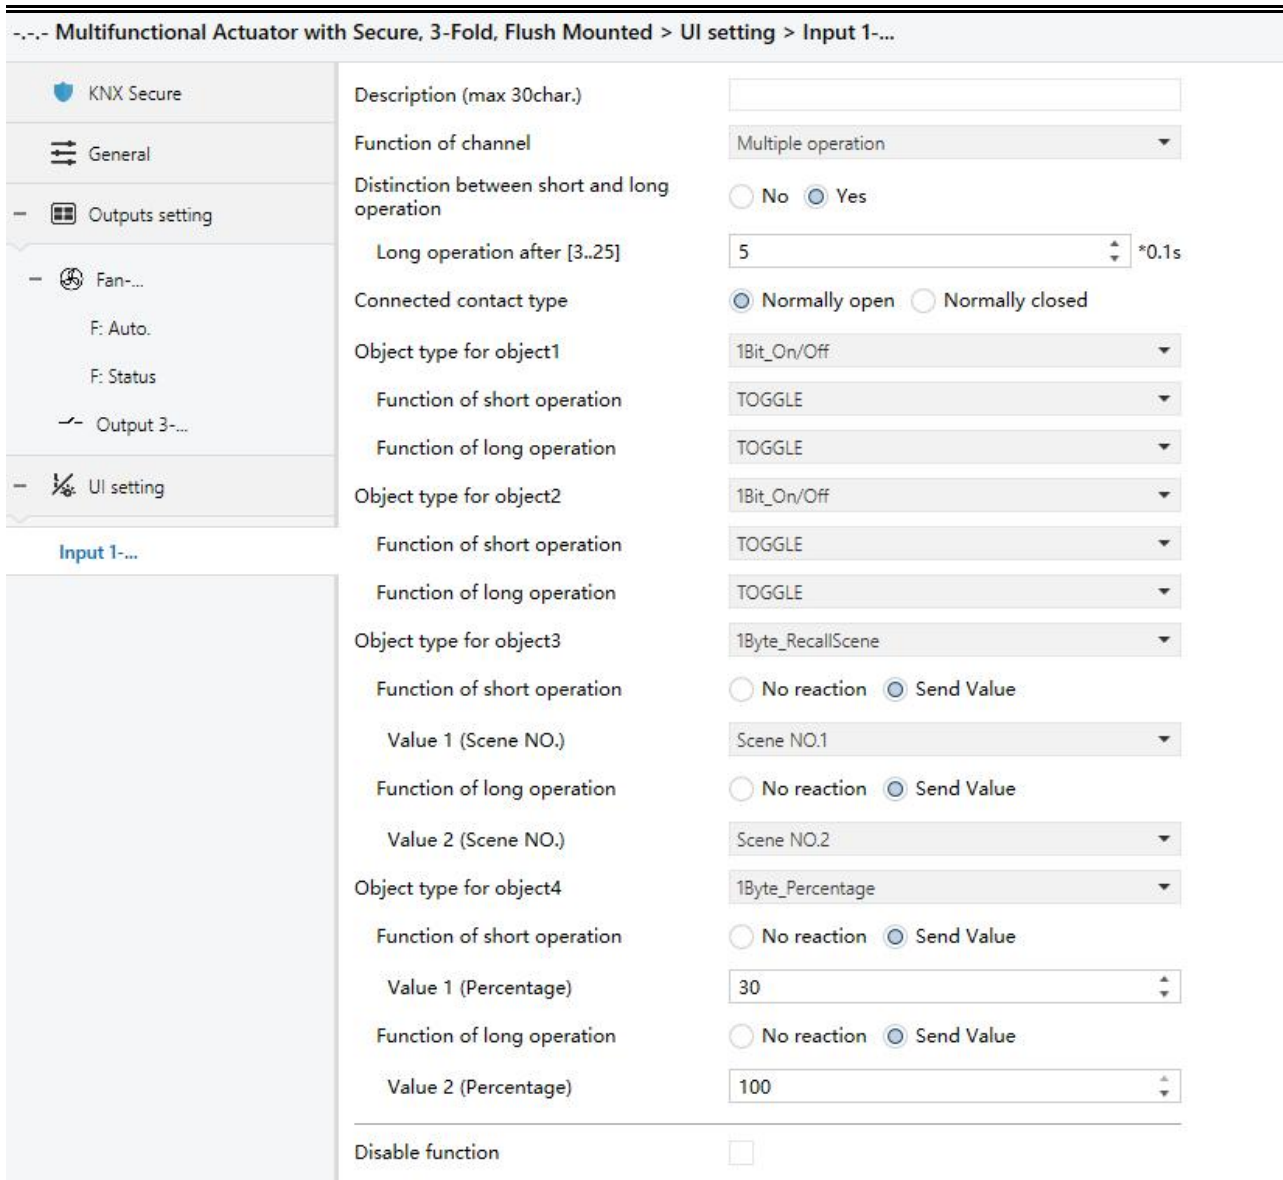 -.-.- Multifunctional Actuator with Secure, 3-Fold, Flush Mounted > UI setting > Input 1-...
KNX Secure
General
Outputs setting
Fan-...
F: Auto.
F: Status
Output 3-...
UI setting
Input 1-...
Description (max 30char.)
Function of channel Multiple operation
Distinction between short and long
operation No Yes
Long operation after [3..25] 5 *0.1s
Connected contact type Normally open Normally closed
Object type for object1 1Bit_On/Off
Function of short operation TOGGLE
Function of long operation TOGGLE
Object type for object2 1Bit_On/Off
Function of short operation TOGGLE
Function of long operation TOGGLE
Object type for object3 1Byte_RecallScene
Function of short operation No reaction Send Value
Value 1 (Scene NO.) Scene NO.1
Function of long operation No reaction Send Value
Value 2 (Scene NO.) Scene NO.2
Object type for object4 1Byte_Percentage
Function of short operation No reaction Send Value
Value 1 (Percentage) 30
Function of long operation No reaction Send Value
Value 2 (Percentage) 100
Disable function